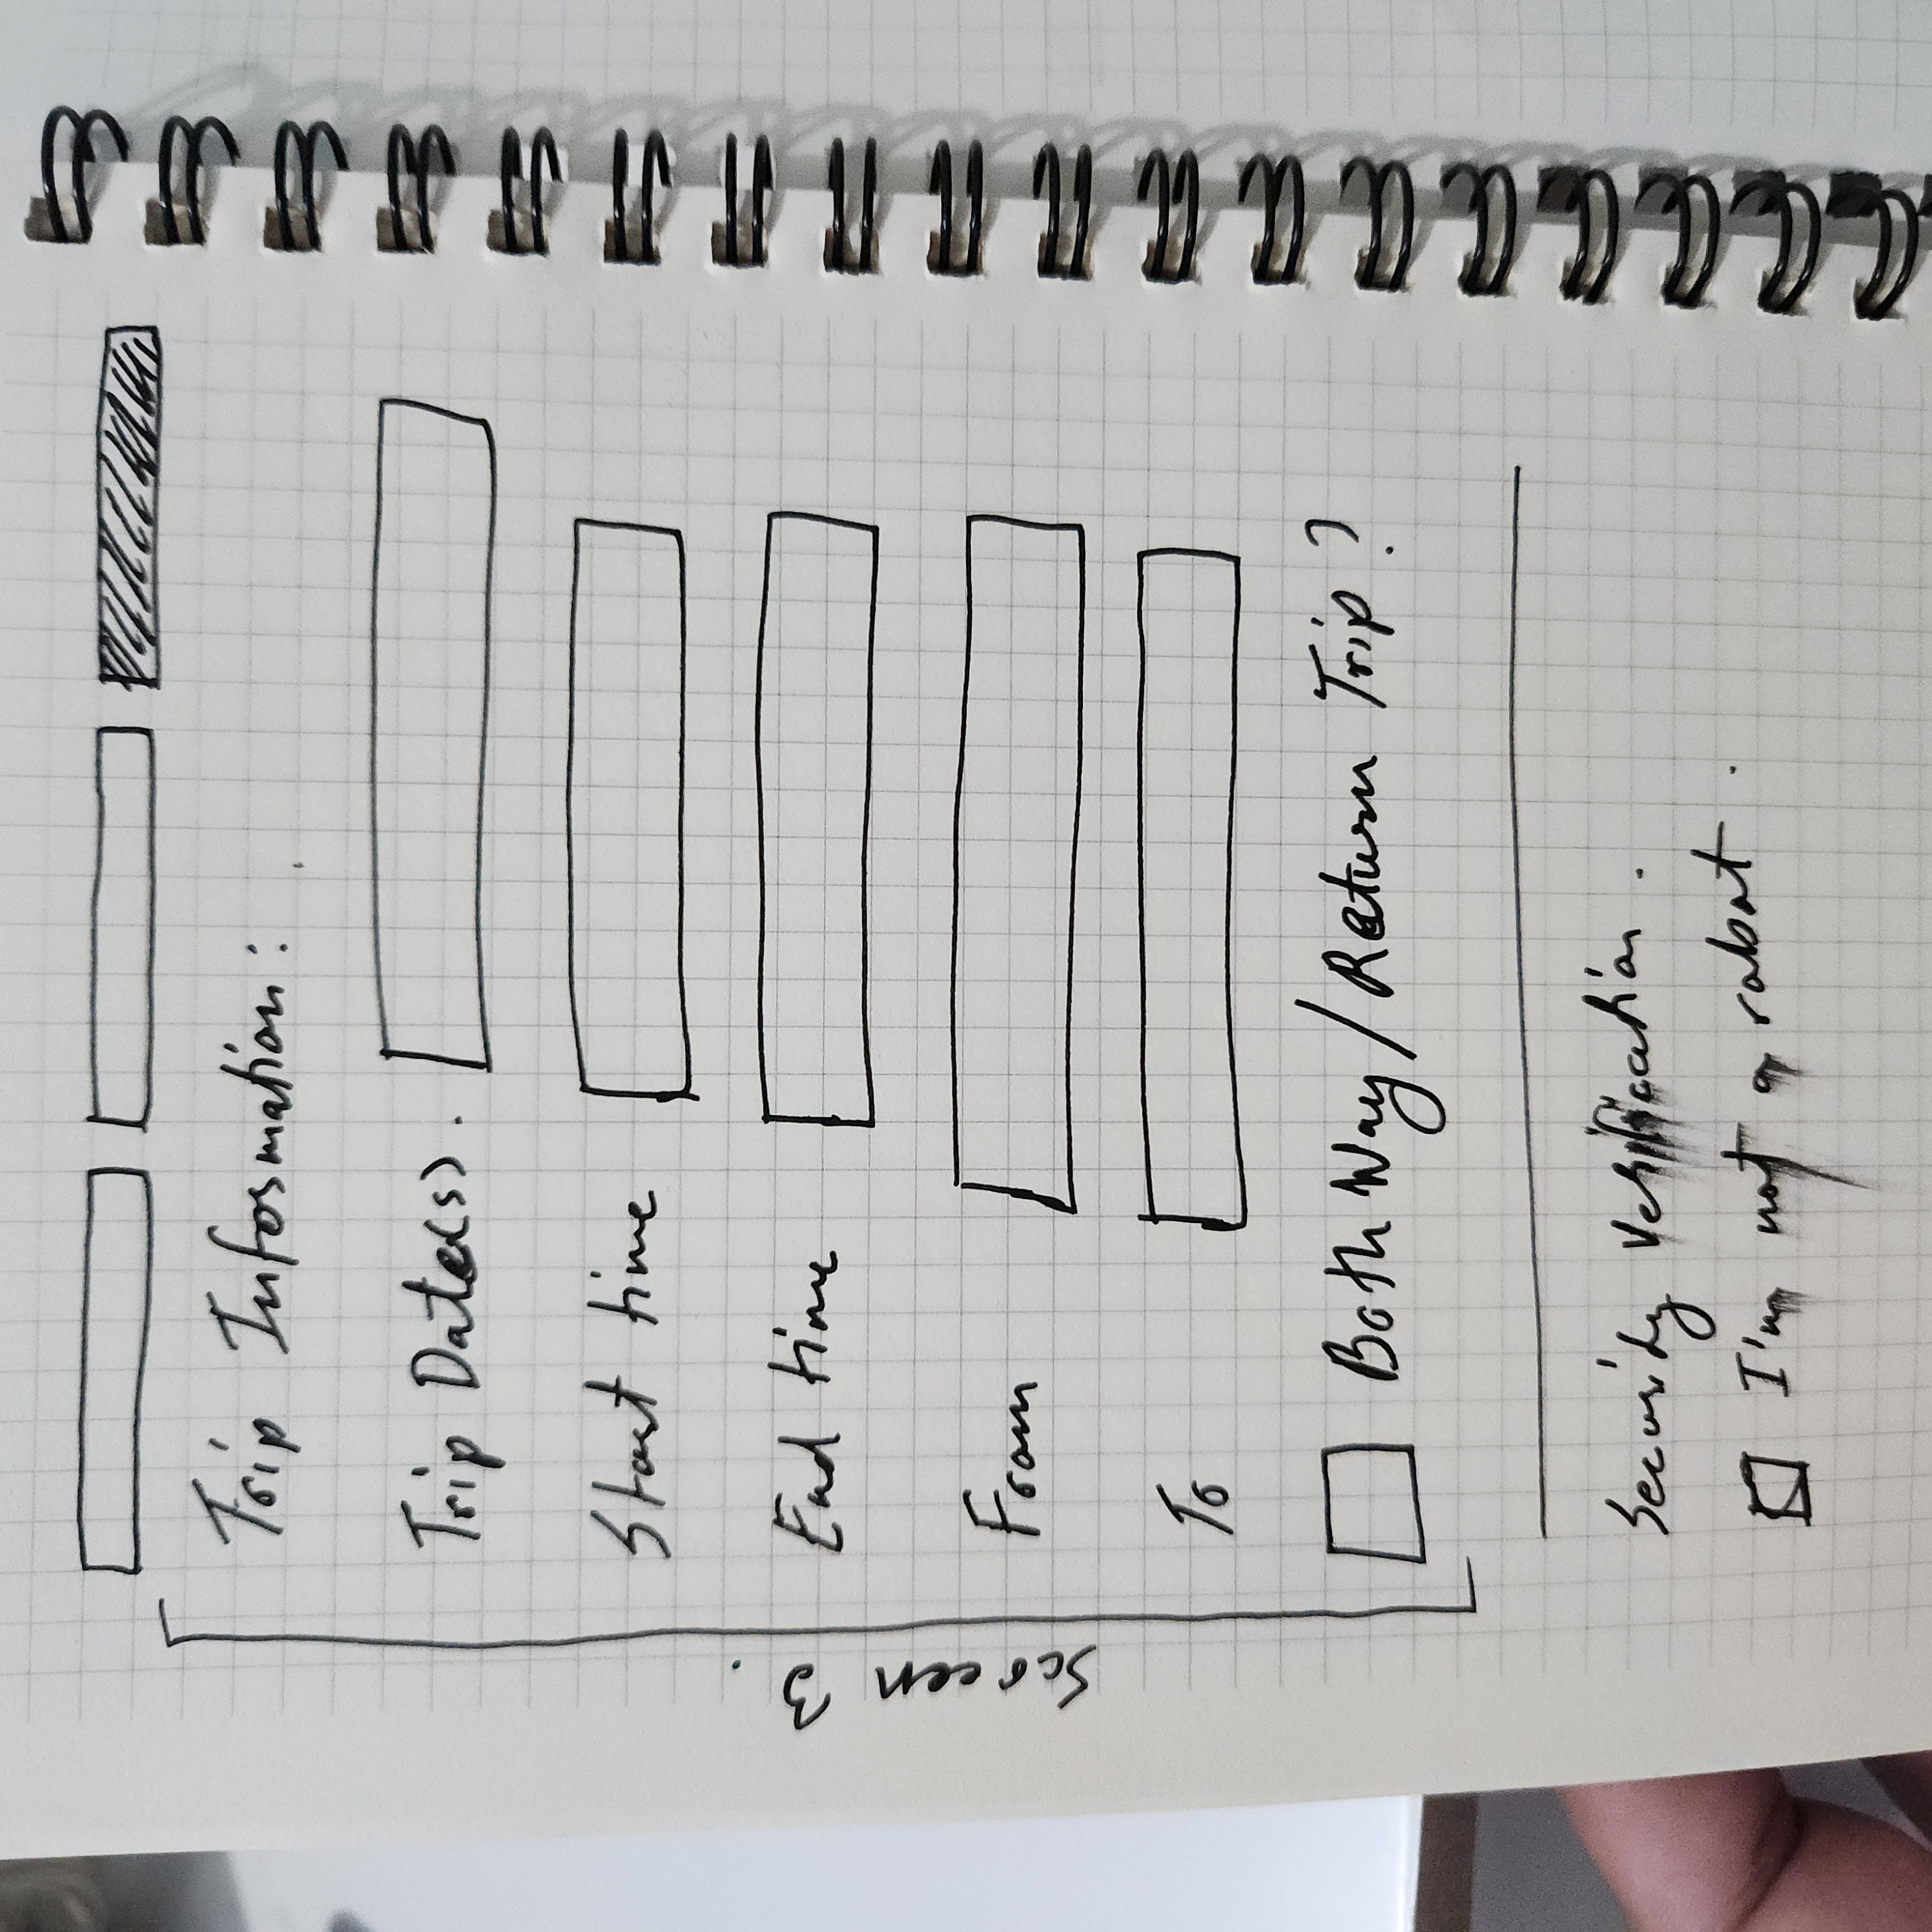 Trip Information:
Trip Date(s).
Start time
End time
From
To
Both Way / Return Trip?
Screen 3.
Security Verification.
I'm not a robot.